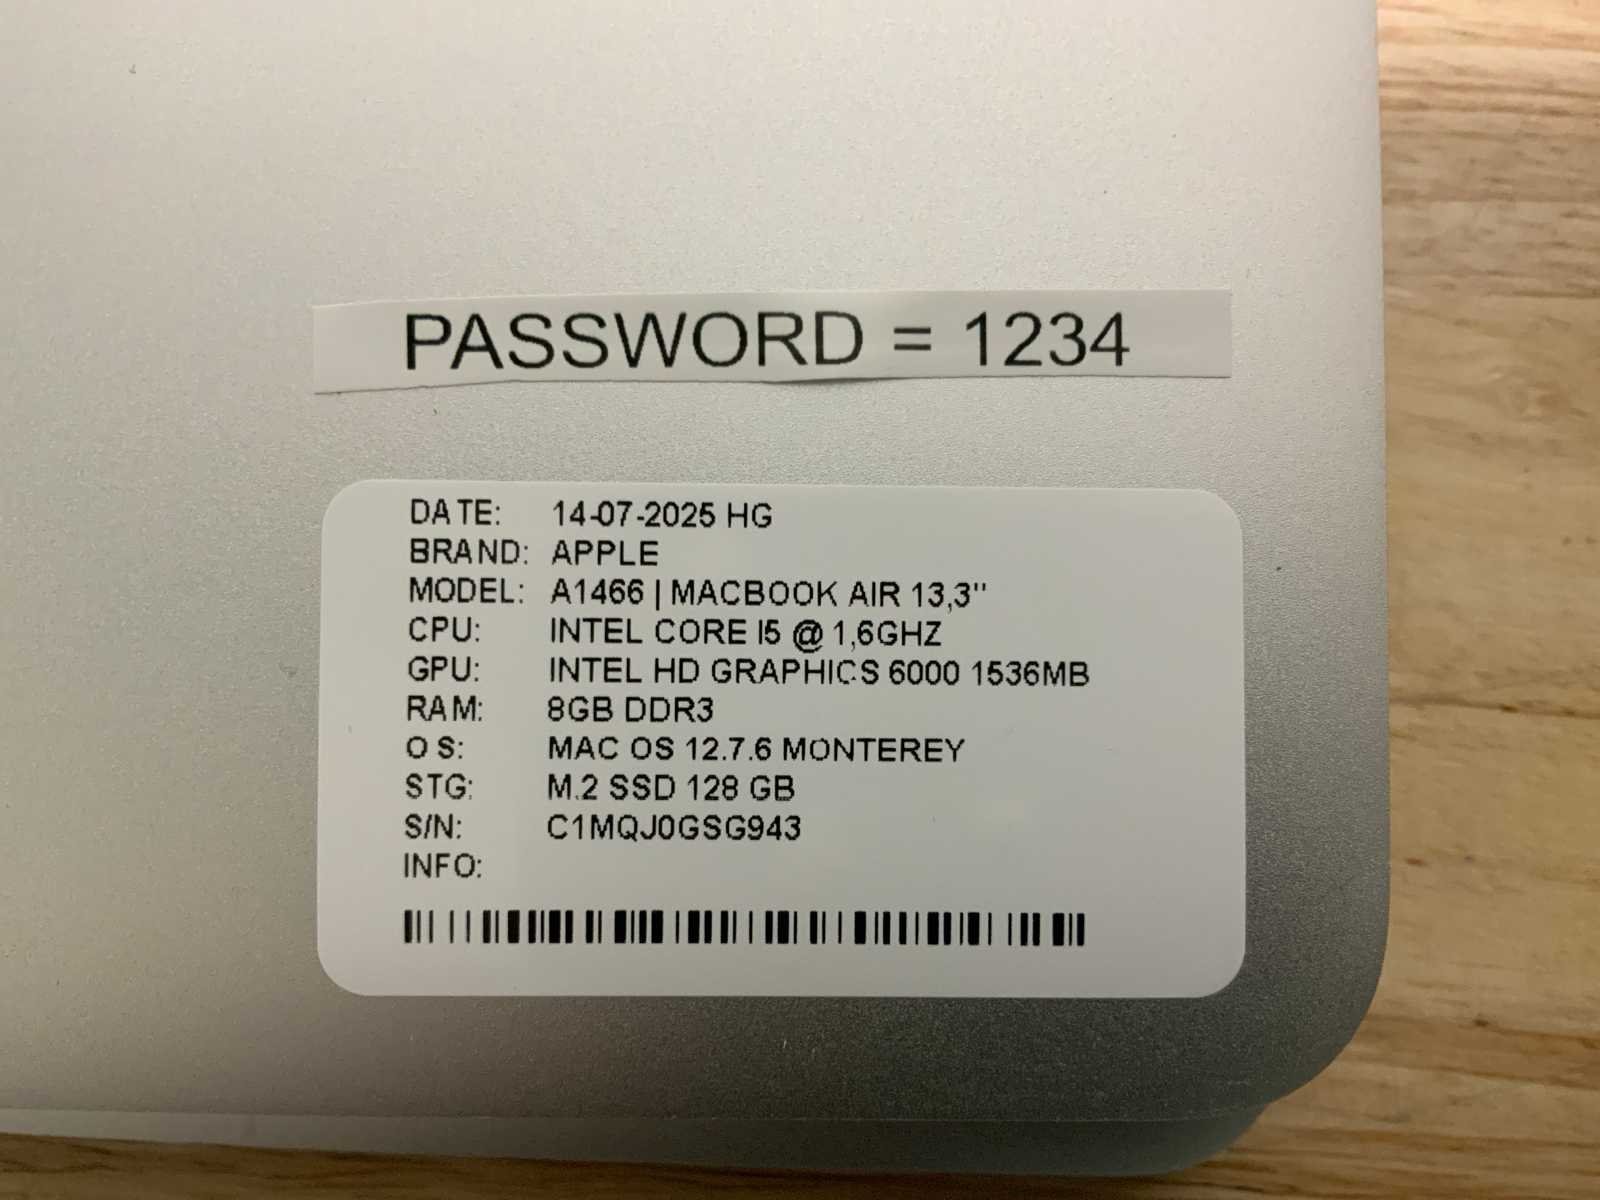 PASSWORD = 1234
DATE: 14-07-2025 HG
BRAND: APPLE
MODEL: A1466 | MACBOOK AIR 13,3"
CPU: INTEL CORE I5 @ 1,6GHZ
GPU: INTEL HD GRAPHICS 6000 1536MB
RAM: 8GB DDR3
OS: MAC OS 12.7.6 MONTEREY
STG: M.2 SSD 128 GB
S/N: C1MQJ0GSG943
INFO: